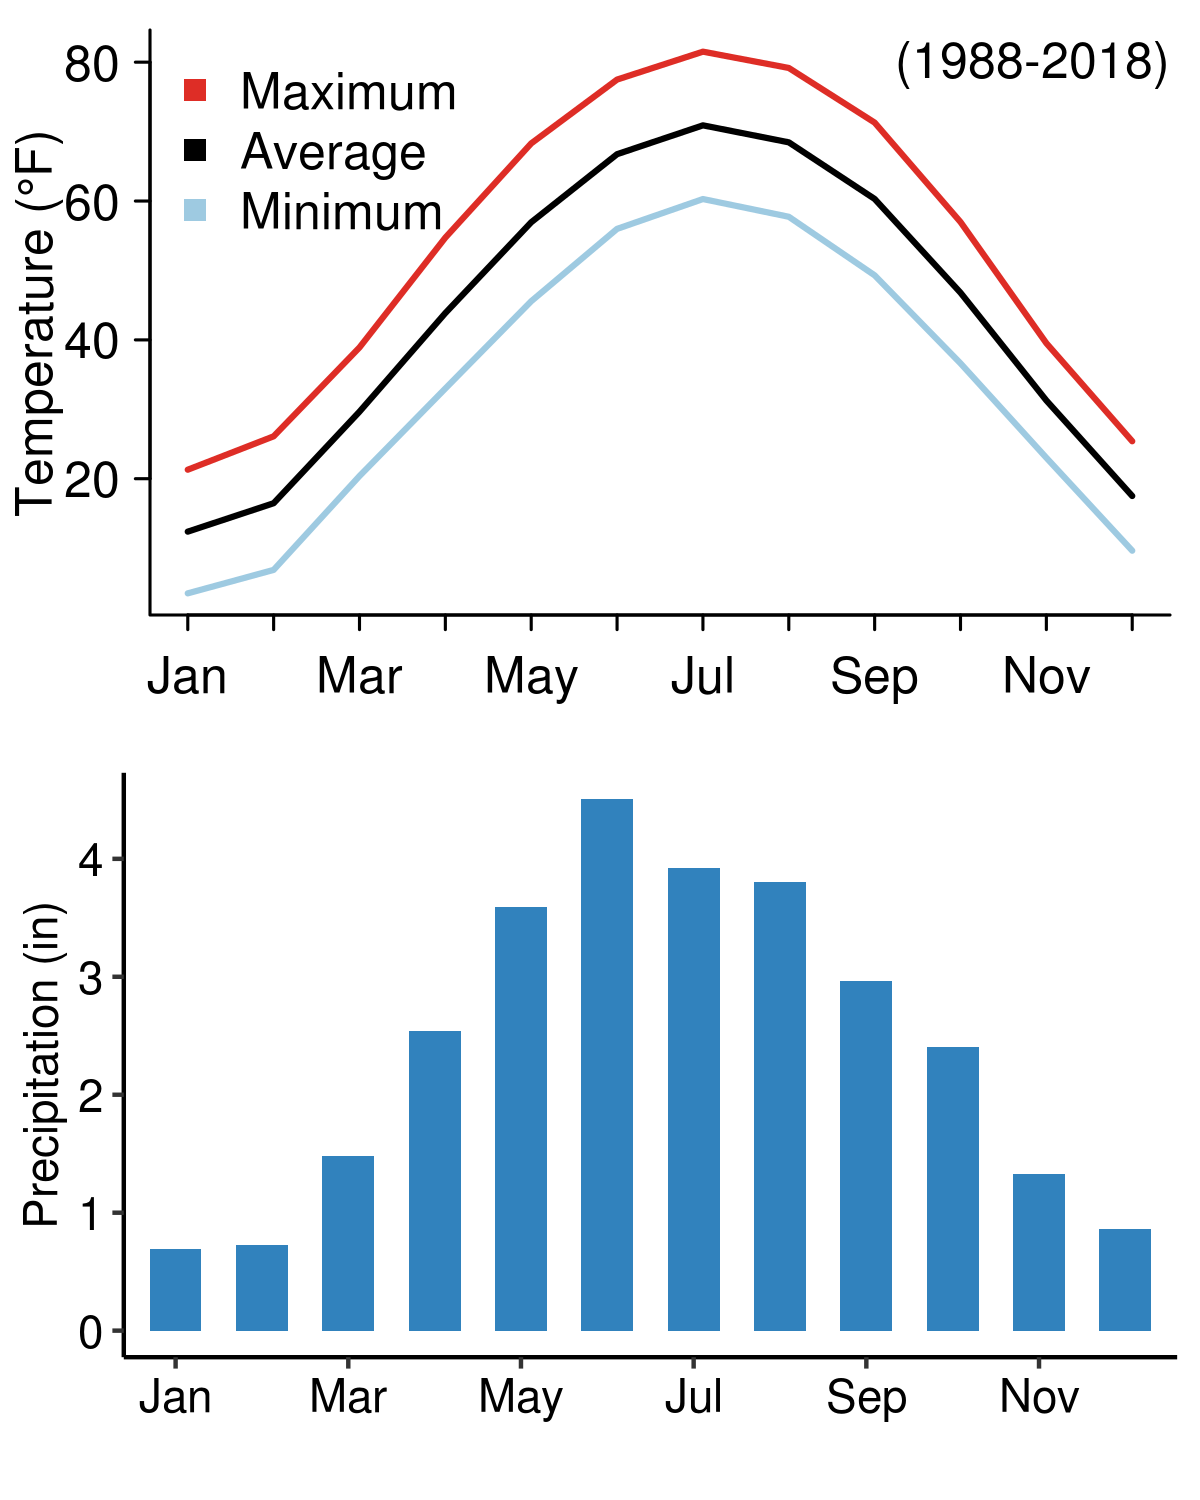 (1988-2018)
Maximum
Average
Minimum
Temperature (°F)
80
60
40
20
Jan Mar May Jul Sep Nov
Precipitation (in)
4
3
2
1
0
Jan Mar May Jul Sep Nov